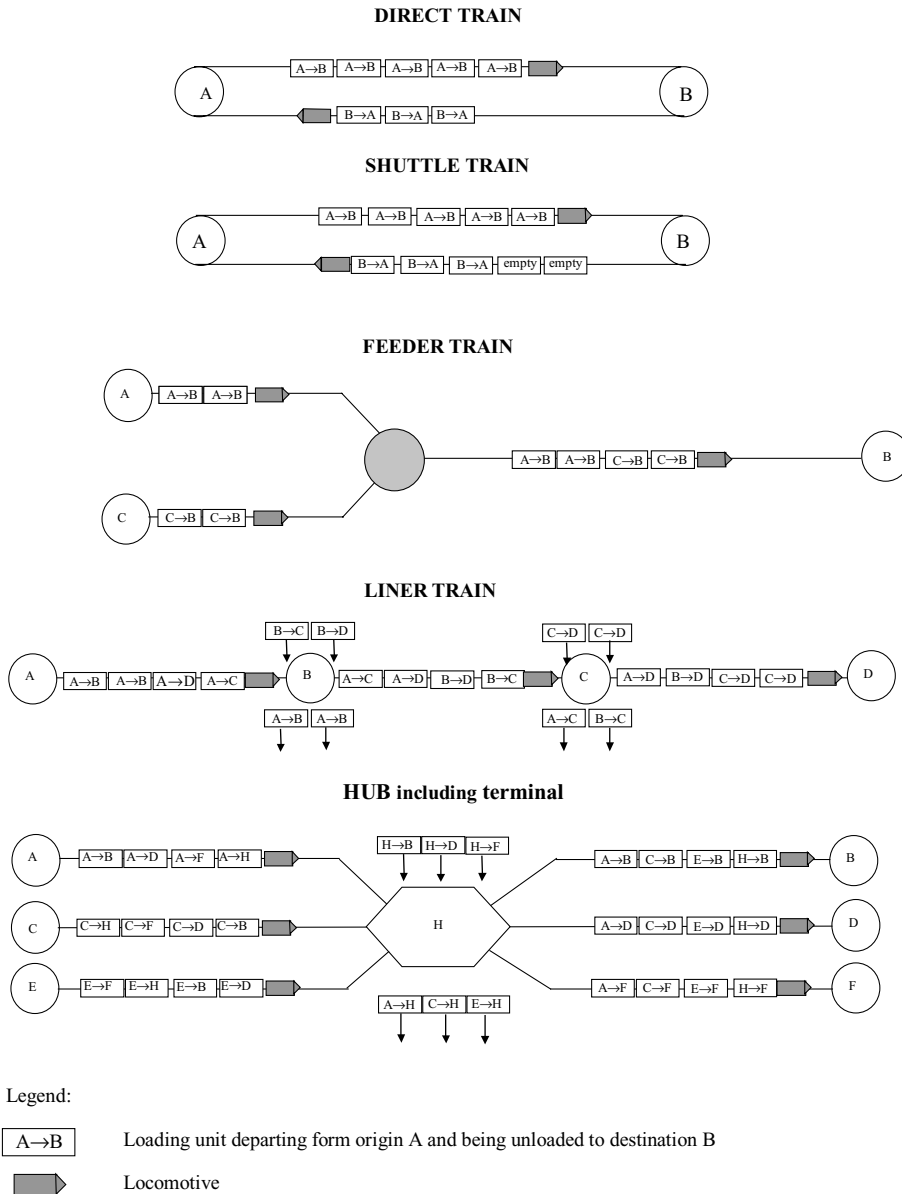 DIRECT TRAIN
A→B A→B A→B A→B A→B
A B
B→A B→A B→A
SHUTTLE TRAIN
A→B A→B A→B A→B A→B
A B
B→A B→A B→A empty empty
FEEDER TRAIN
A A→B A→B
A→B A→B C→B C→B B
C C→B C→B
LINER TRAIN
B→C B→D C→D C→D
A A→B A→B A→D A→C B A→C A→D B→D B→C C A→D B→D C→D C→D D
A→B A→B A→C B→C
HUB including terminal
H→B H→D H→F
A A→B A→D A→F A→H A→B C→B E→B H→B B
C C→H C→F C→D C→B H A→D C→D E→D H→D D
E E→F E→H E→B E→D A→F C→F E→F H→F F
A→H C→H E→H
Legend:
A→B Loading unit departing form origin A and being unloaded to destination B
Locomotive